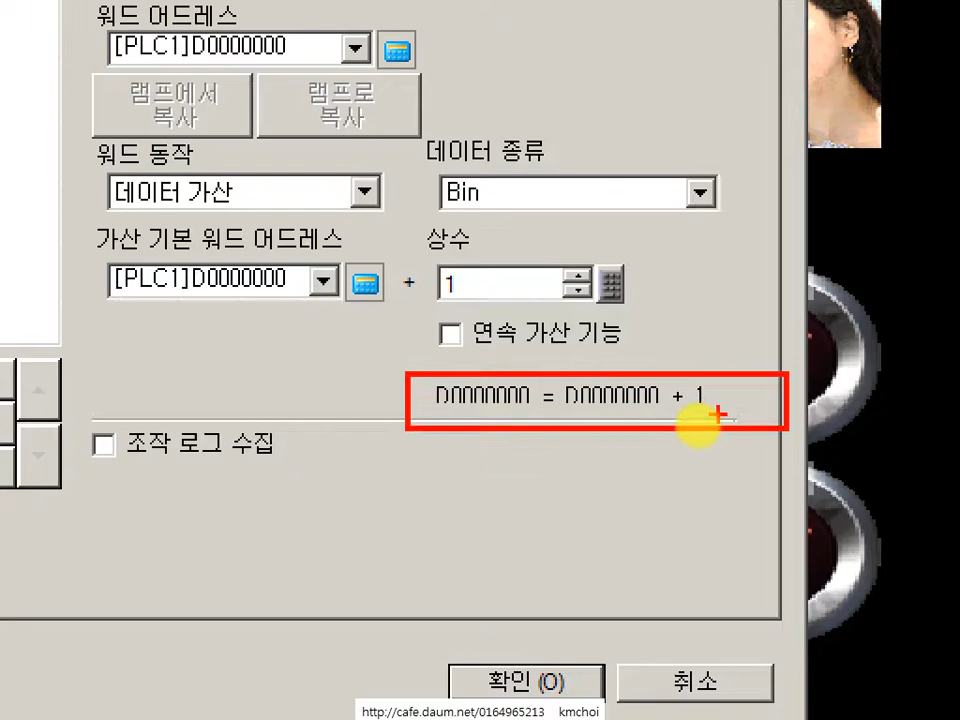 워드 어드레스
[PLC1]D0000000
램프에서 복사
램프로 복사
워드 동작
데이터 종류
데이터 가산
Bin
가산 기본 워드 어드레스
상수
[PLC1]D0000000
+
1
연속 가산 기능
D0000000 = D0000000 + 1
조작 로그 수집
확인 (O)
취소
http://cafe.daum.net/0164965213 kmchoi